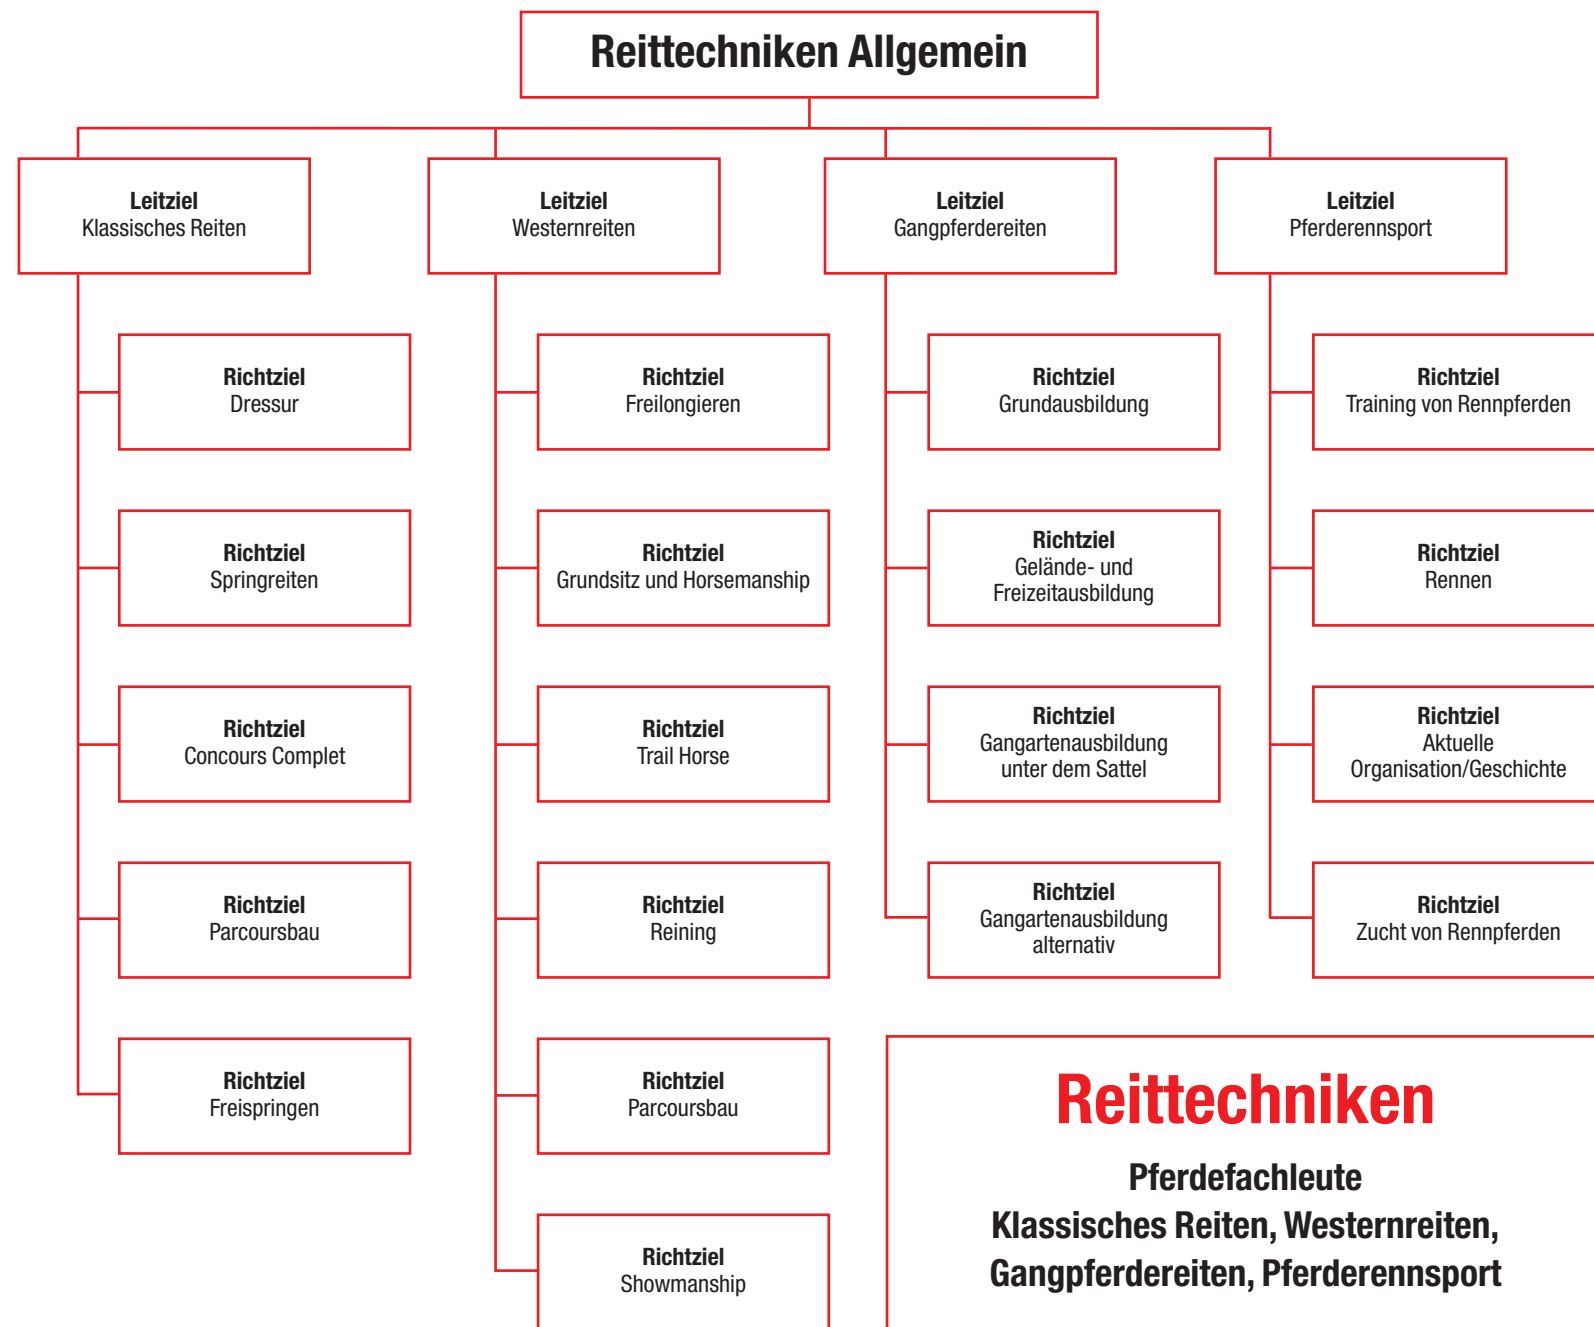 Reittechniken Allgemein
Leitziel
Klassisches Reiten
Leitziel
Westernreiten
Leitziel
Gangpferdereiten
Leitziel
Pferderennsport
Richtziel
Dressur
Richtziel
Freilongieren
Richtziel
Grundausbildung
Richtziel
Training von Rennpferden
Richtziel
Springreiten
Richtziel
Grundsitz und Horsemanship
Richtziel
Gelände- und
Freizeitausbildung
Richtziel
Rennen
Richtziel
Concours Complet
Richtziel
Trail Horse
Richtziel
Gangartenausbildung
unter dem Sattel
Richtziel
Aktuelle
Organisation/Geschichte
Richtziel
Parcoursbau
Richtziel
Reining
Richtziel
Gangartenausbildung
alternativ
Richtziel
Zucht von Rennpferden
Richtziel
Freispringen
Richtziel
Parcoursbau
Richtziel
Showmanship
Reittechniken
Pferdefachleute
Klassisches Reiten, Westernreiten,
Gangpferdereiten, Pferderennsport